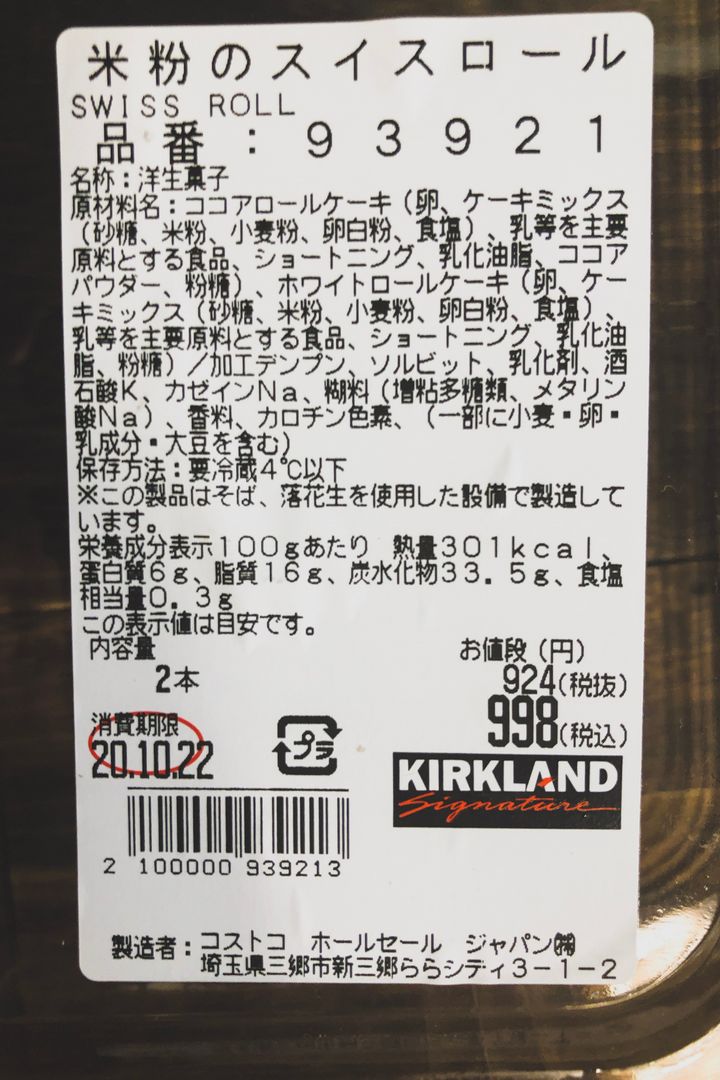 米粉のスイスロール
SWISS ROLL
品番:93921
名称:洋生菓子
原材料名:ココアロールケーキ(卵、ケーキミックス
(砂糖、米粉、小麦粉、卵白粉、食塩)、乳等を主要
原料とする食品、ショートニング、乳化油脂、ココア
パウダー、粉糖)、ホワイトロールケーキ(卵、ケー
キミックス(砂糖、米粉、小麦粉、卵白粉、食塩)、
乳等を主要原料とする食品、ショートニング、乳化油
脂、粉糖)/加工デンプン、ソルビット、乳化剤、酒
石酸K、カゼインNa、糊料(増粘多糖類、メタリン
酸Na)、香料、カロチン色素、(一部に小麦・卵・
乳成分・大豆を含む)
保存方法:要冷蔵4℃以下
※この製品はそば、落花生を使用した設備で製造して
います。
栄養成分表示100gあたり 熱量301kcal、
蛋白質6g、脂質16g、炭水化物33.5g、食塩
相当量0.3g
この表示値は目安です。
内容量 お値段(円)
2本 924(税抜)
998(税込)
消費期限
20.10.22
プラ
KIRKLAND
Signature
2 100000 939213
製造者:コストコ ホールセール ジャパン㈱
埼玉県三郷市新三郷ららシティ3-1-2